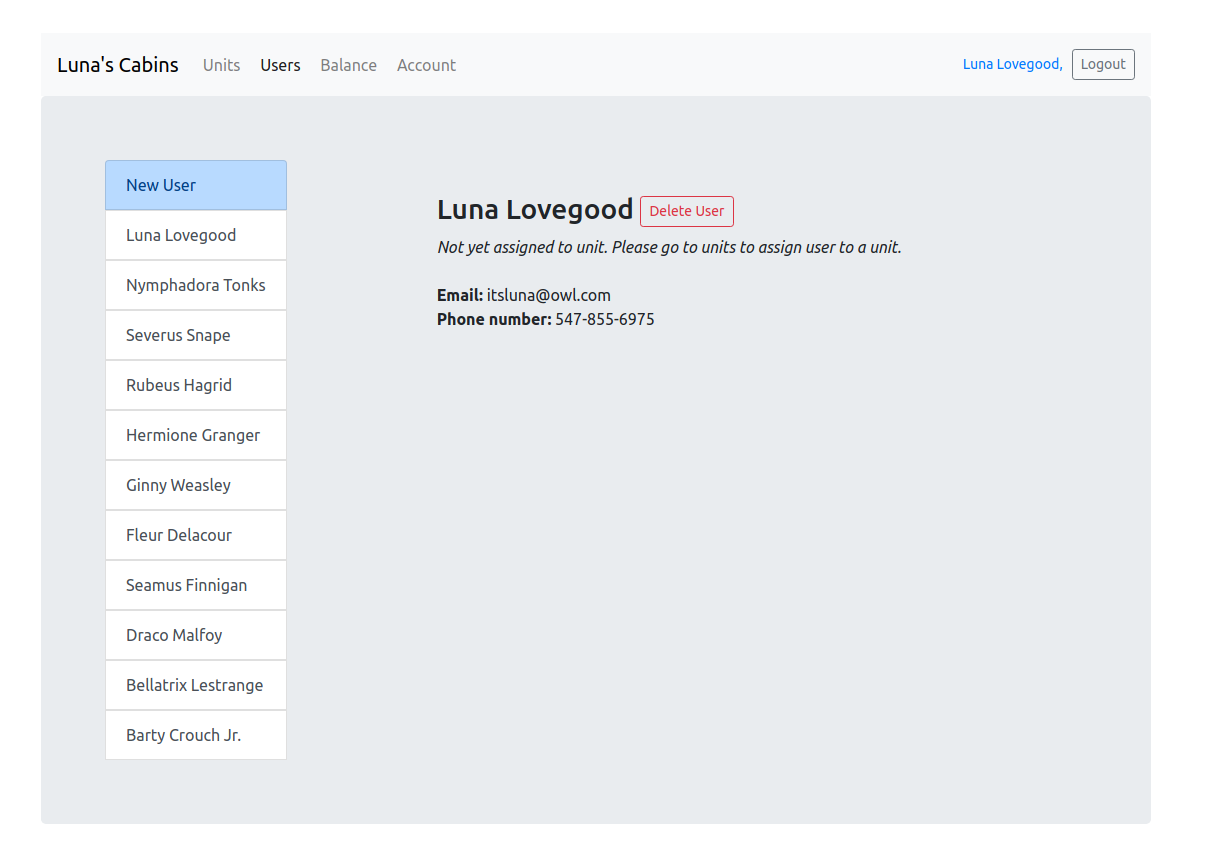 Luna's Cabins Units Users Balance Account Luna Lovegood, Logout
New User
Luna Lovegood
Nymphadora Tonks
Severus Snape
Rubeus Hagrid
Hermione Granger
Ginny Weasley
Fleur Delacour
Seamus Finnigan
Draco Malfoy
Bellatrix Lestrange
Barty Crouch Jr.
Luna Lovegood Delete User
Not yet assigned to unit. Please go to units to assign user to a unit.
Email: itsluna@owl.com
Phone number: 547-855-6975